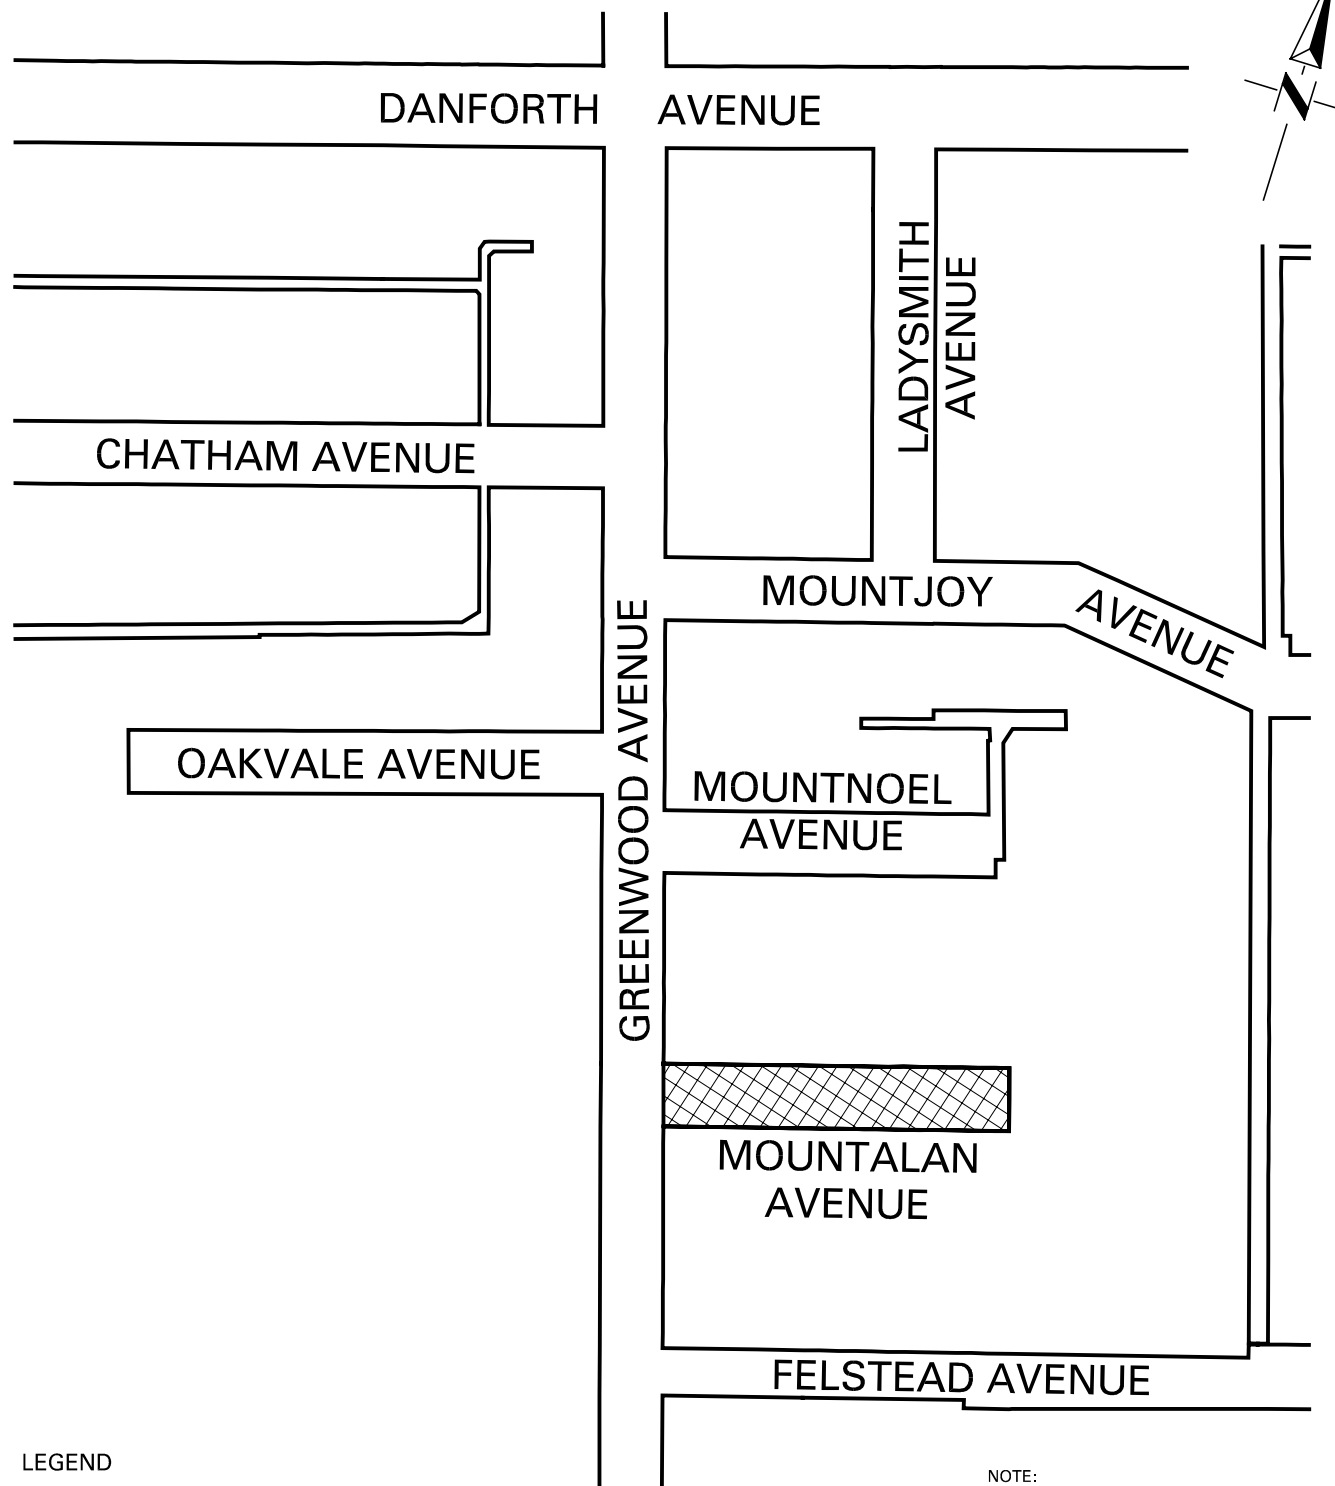 DANFORTH AVENUE
N
LADYSMITH
AVENUE
CHATHAM AVENUE
MOUNTJOY AVENUE
GREENWOOD AVENUE
OAKVALE AVENUE
MOUNTNOEL
AVENUE
MOUNTALAN
AVENUE
FELSTEAD AVENUE
LEGEND
NOTE: